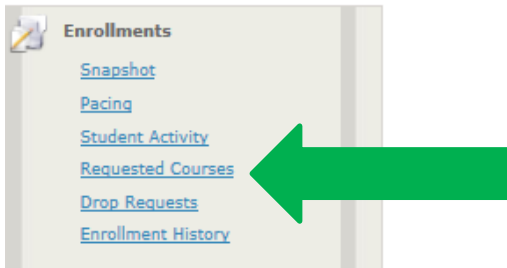 Enrollments
Snapshot
Pacing
Student Activity
Requested Courses
Drop Requests
Enrollment History